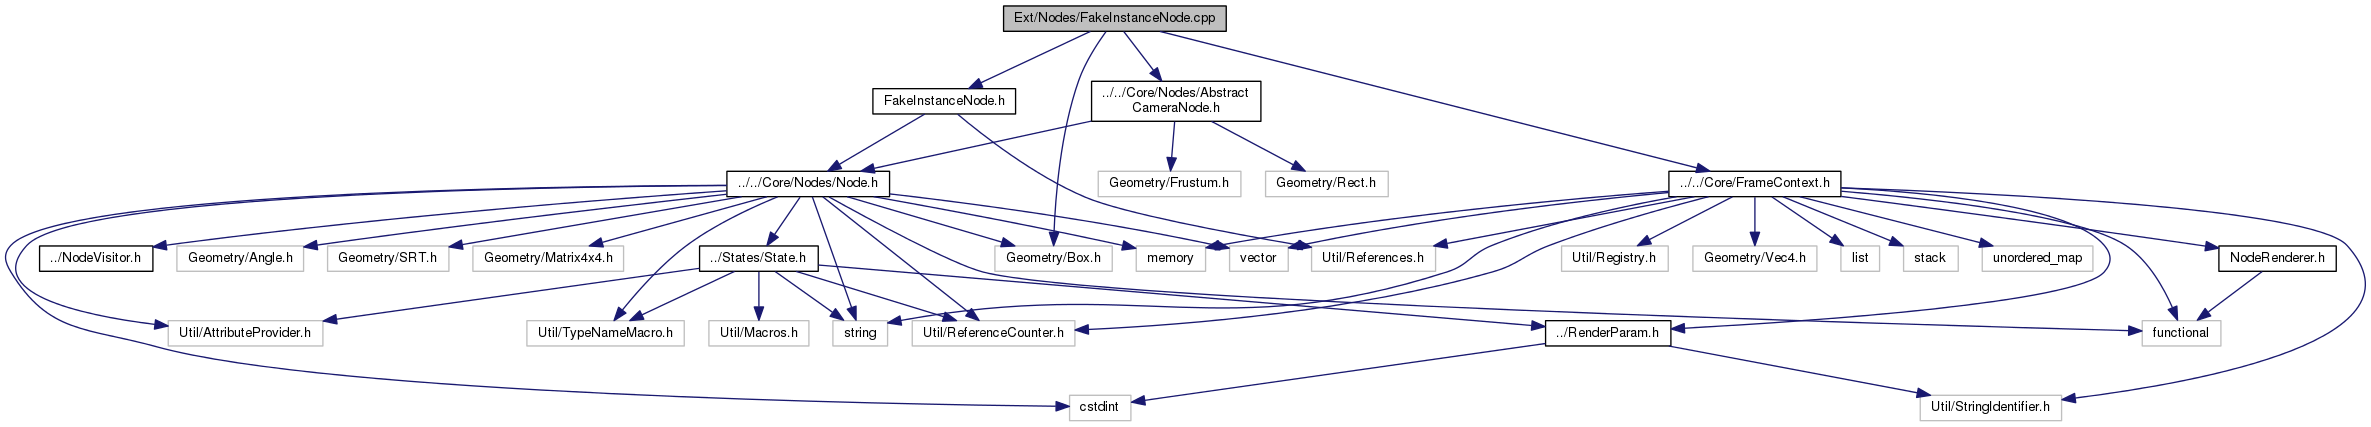 Ext/Nodes/FakeInstanceNode.cpp
FakeInstanceNode.h
../../Core/Nodes/Abstract
CameraNode.h
../../Core/Nodes/Node.h
Geometry/Frustum.h
Geometry/Rect.h
../../Core/FrameContext.h
../NodeVisitor.h
Geometry/Angle.h
Geometry/SRT.h
Geometry/Matrix4x4.h
../States/State.h
Geometry/Box.h
memory
vector
Util/References.h
Util/Registry.h
Geometry/Vec4.h
list
stack
unordered_map
NodeRenderer.h
Util/AttributeProvider.h
Util/TypeNameMacro.h
Util/Macros.h
string
Util/ReferenceCounter.h
../RenderParam.h
functional
cstdint
Util/StringIdentifier.h